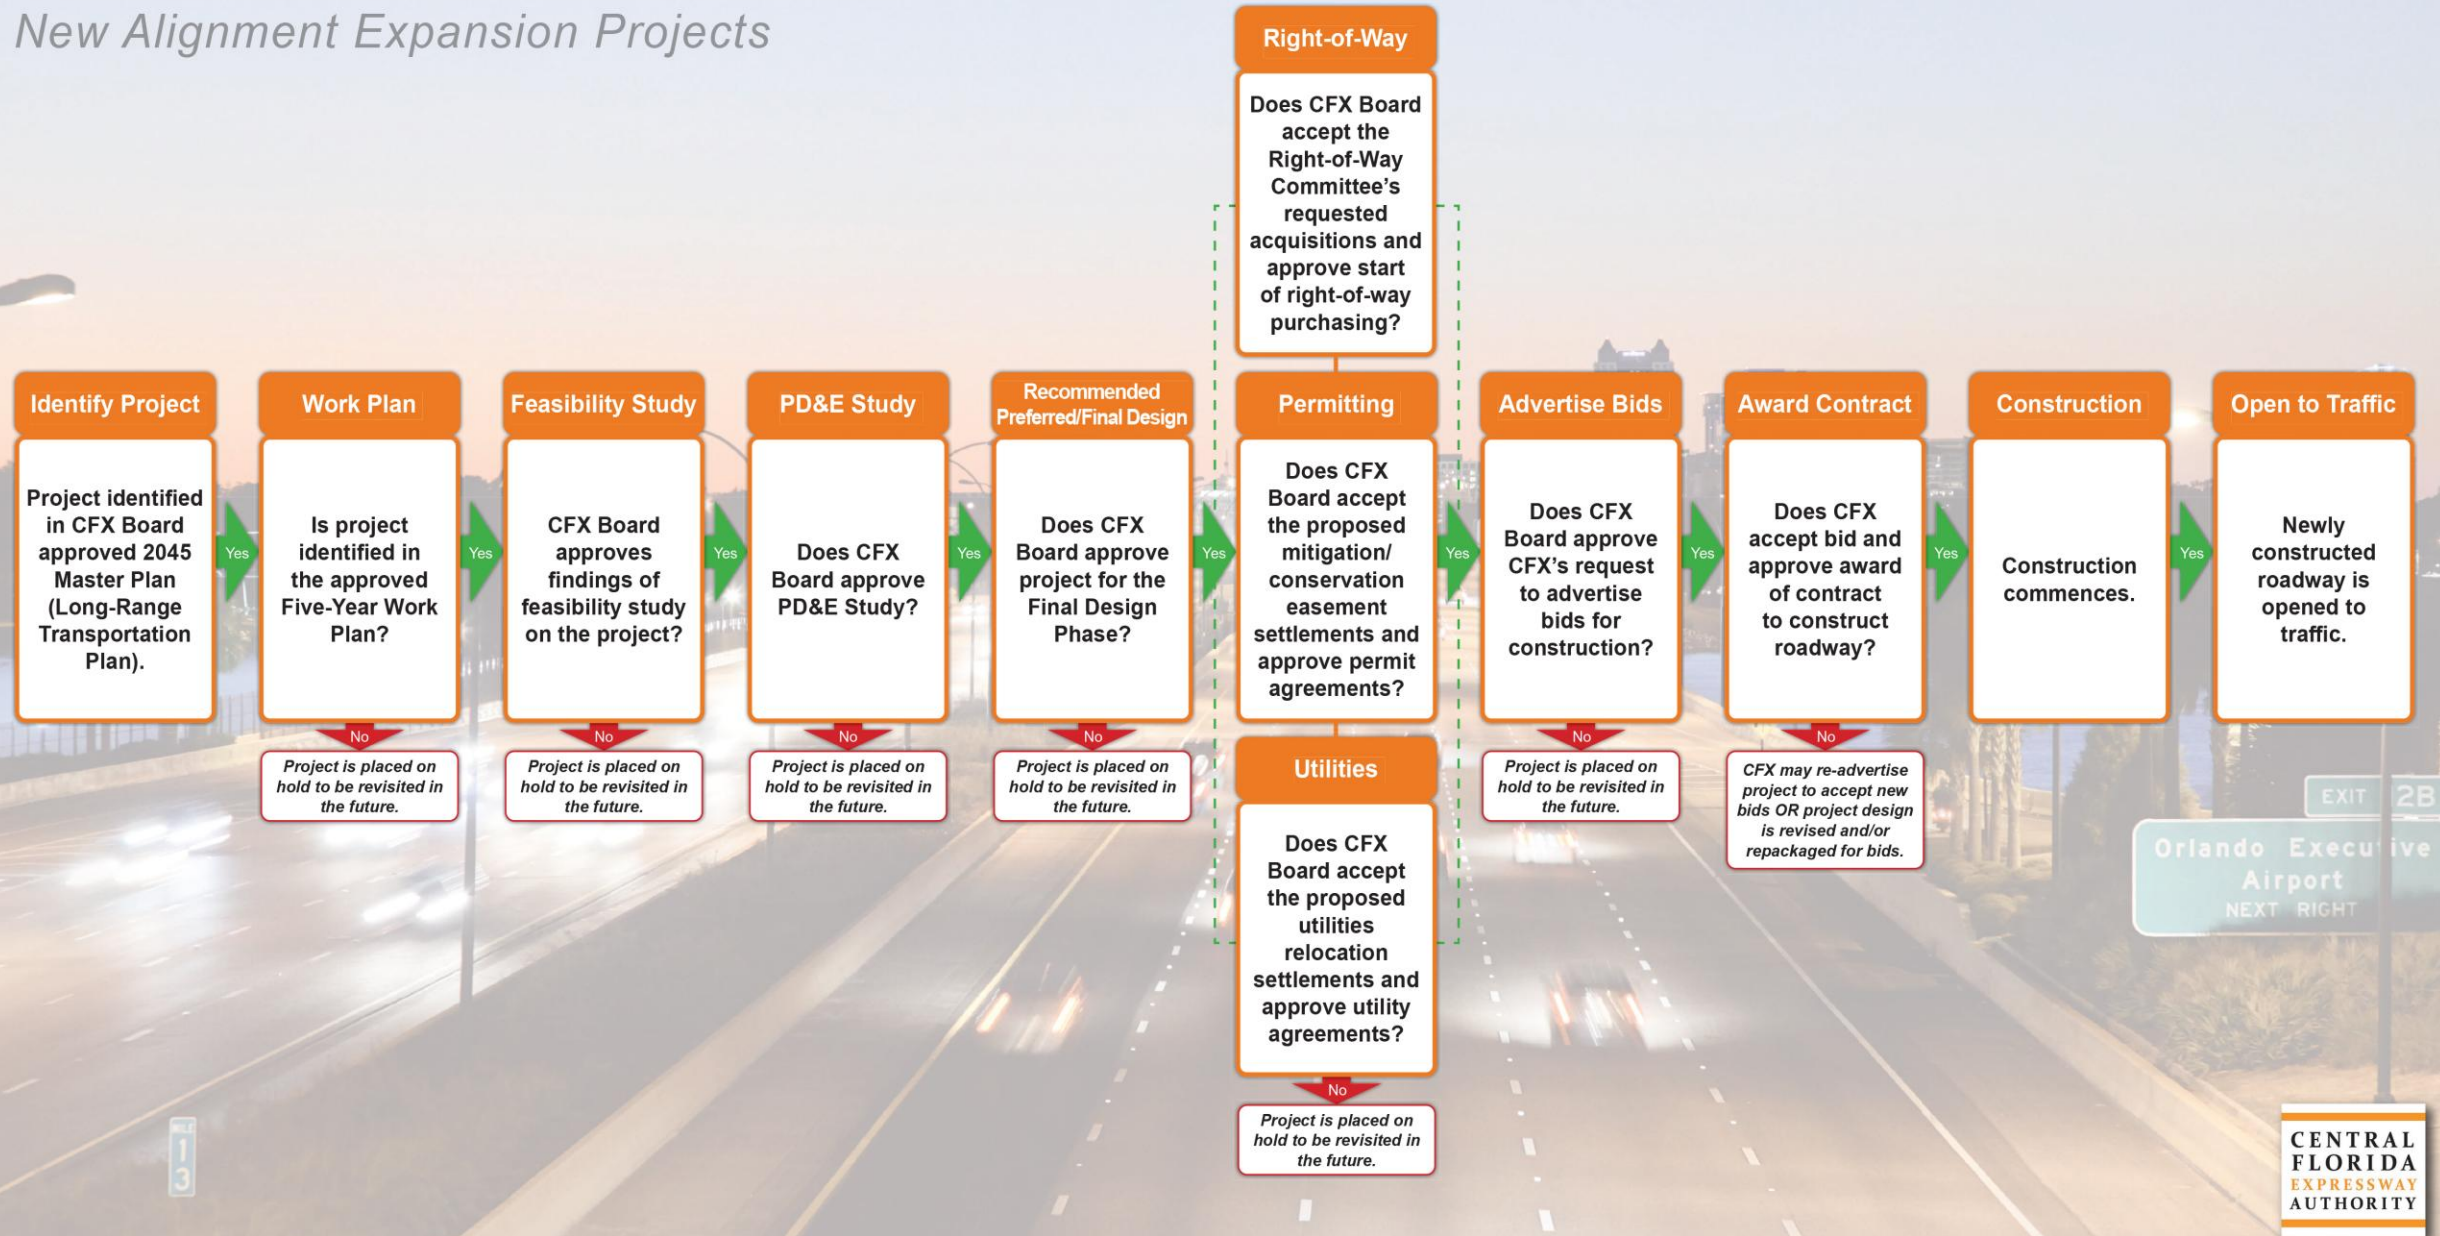 New Alignment Expansion Projects
Right-of-Way
Does CFX Board
accept the
Right-of-Way
Committee’s
requested
acquisitions and
approve start
of right-of-way
purchasing?
Identify Project
Project identified
in CFX Board
approved 2045
Master Plan
(Long-Range
Transportation
Plan).
Yes
Work Plan
Is project
identified in
the approved
Five-Year Work
Plan?
No
Project is placed on
hold to be revisited in
the future.
Yes
Feasibility Study
CFX Board
approves
findings of
feasibility study
on the project?
No
Project is placed on
hold to be revisited in
the future.
Yes
PD&E Study
Does CFX
Board approve
PD&E Study?
No
Project is placed on
hold to be revisited in
the future.
Yes
Recommended
Preferred/Final Design
Does CFX
Board approve
project for the
Final Design
Phase?
No
Project is placed on
hold to be revisited in
the future.
Yes
Permitting
Does CFX
Board accept
the proposed
mitigation/
conservation
easement
settlements and
approve permit
agreements?
Utilities
Does CFX
Board accept
the proposed
utilities
relocation
settlements and
approve utility
agreements?
No
Project is placed on
hold to be revisited in
the future.
Yes
Advertise Bids
Does CFX
Board approve
CFX’s request
to advertise
bids for
construction?
No
Project is placed on
hold to be revisited in
the future.
Yes
Award Contract
Does CFX
accept bid and
approve award
of contract
to construct
roadway?
No
CFX may re-advertise
project to accept new
bids OR project design
is revised and/or
repackaged for bids.
Yes
Construction
Construction
commences.
Yes
Open to Traffic
Newly
constructed
roadway is
opened to
traffic.
EXIT 2B
Orlando Executive
Airport
NEXT RIGHT
MILE
1
3
CENTRAL
FLORIDA
EXPRESSWAY
AUTHORITY